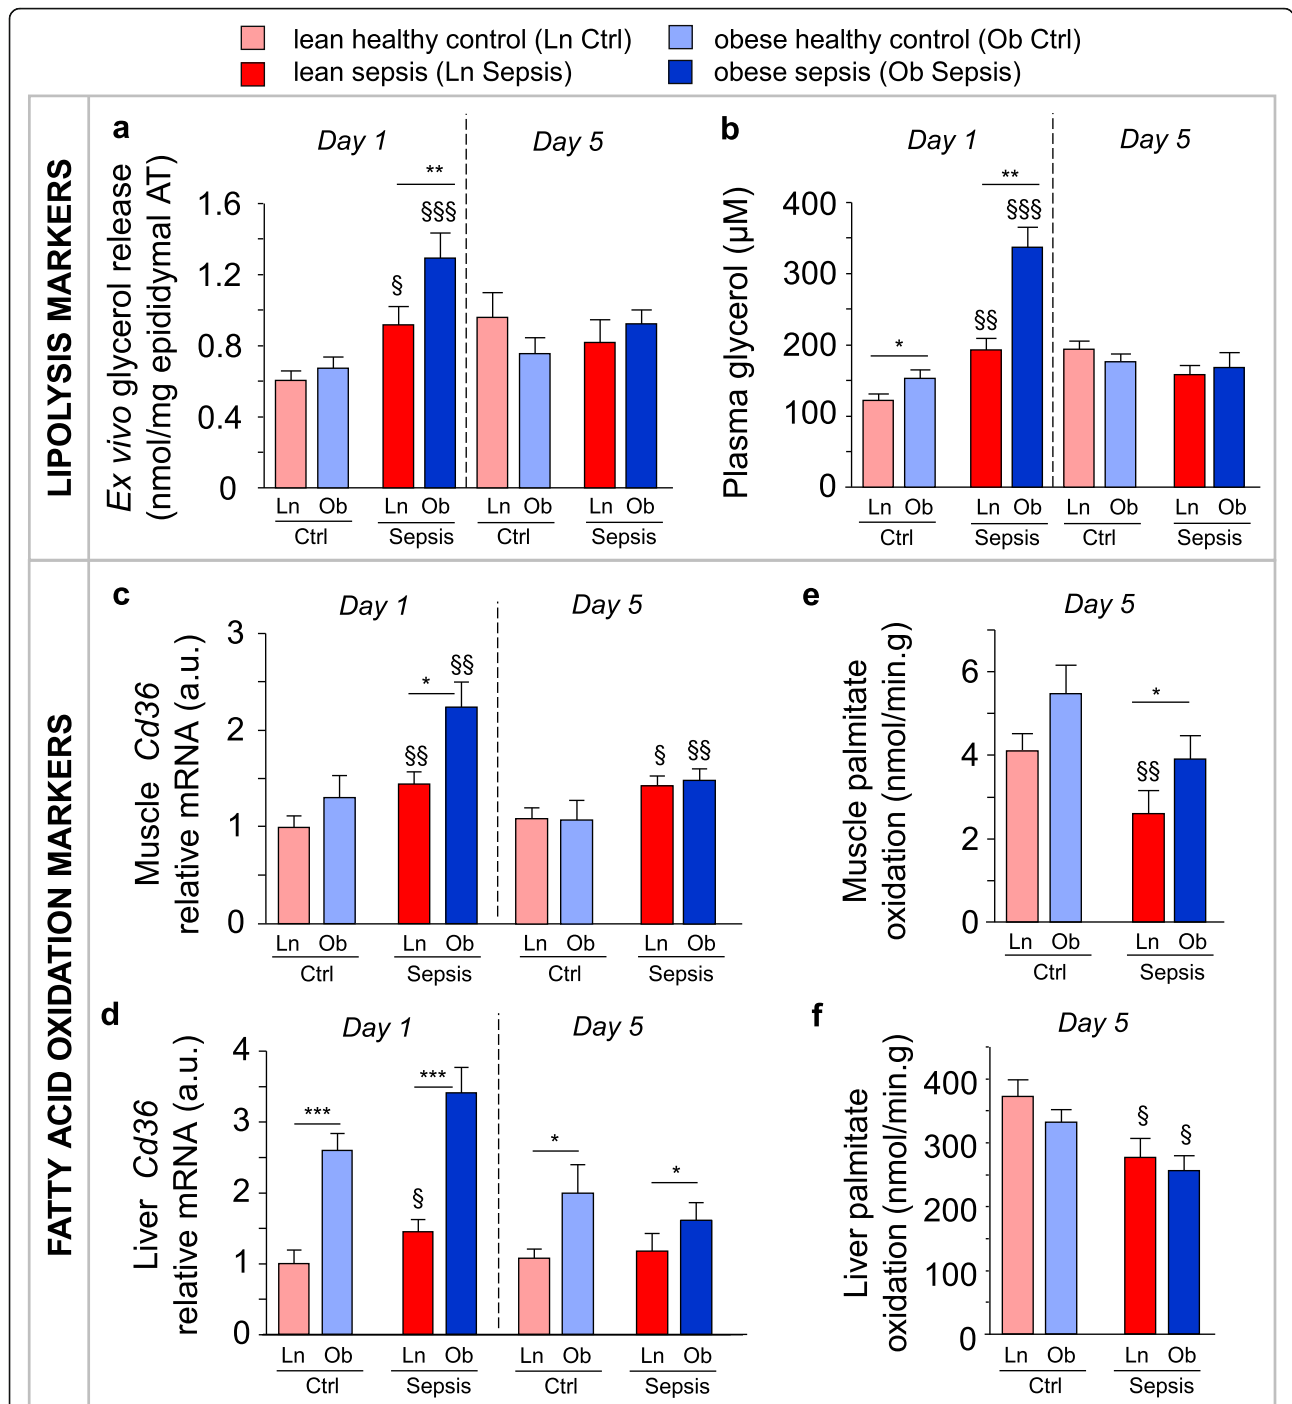 lean healthy control (Ln Ctrl)
obese healthy control (Ob Ctrl)
lean sepsis (Ln Sepsis)
obese sepsis (Ob Sepsis)
LIPOLYSIS MARKERS
a
Day 1
Day 5
Ex vivo glycerol release
(nmol/mg epididymal AT)
1.6
1.2
0.8
0.4
0
§
§§§
**
Ln Ob Ln Ob Ln Ob Ln Ob
Ctrl Sepsis Ctrl Sepsis
b
Day 1
Day 5
Plasma glycerol (µM)
400
300
200
100
0
*
§§
§§§
**
Ln Ob Ln Ob Ln Ob Ln Ob
Ctrl Sepsis Ctrl Sepsis
FATTY ACID OXIDATION MARKERS
c
Day 1
Day 5
Muscle Cd36
relative mRNA (a.u.)
3
2
1
0
§§
*
§§
§
§§
Ln Ob Ln Ob Ln Ob Ln Ob
Ctrl Sepsis Ctrl Sepsis
e
Day 5
Muscle palmitate
oxidation (nmol/min.g)
6
4
2
0
§§
*
Ln Ob Ln Ob
Ctrl Sepsis
d
Day 1
Day 5
Liver Cd36
relative mRNA (a.u.)
4
3
2
1
0
***
§
***
*
*
Ln Ob Ln Ob Ln Ob Ln Ob
Ctrl Sepsis Ctrl Sepsis
f
Day 5
Liver palmitate
oxidation (nmol/min.g)
400
300
200
100
0
§
§
Ln Ob Ln Ob
Ctrl Sepsis